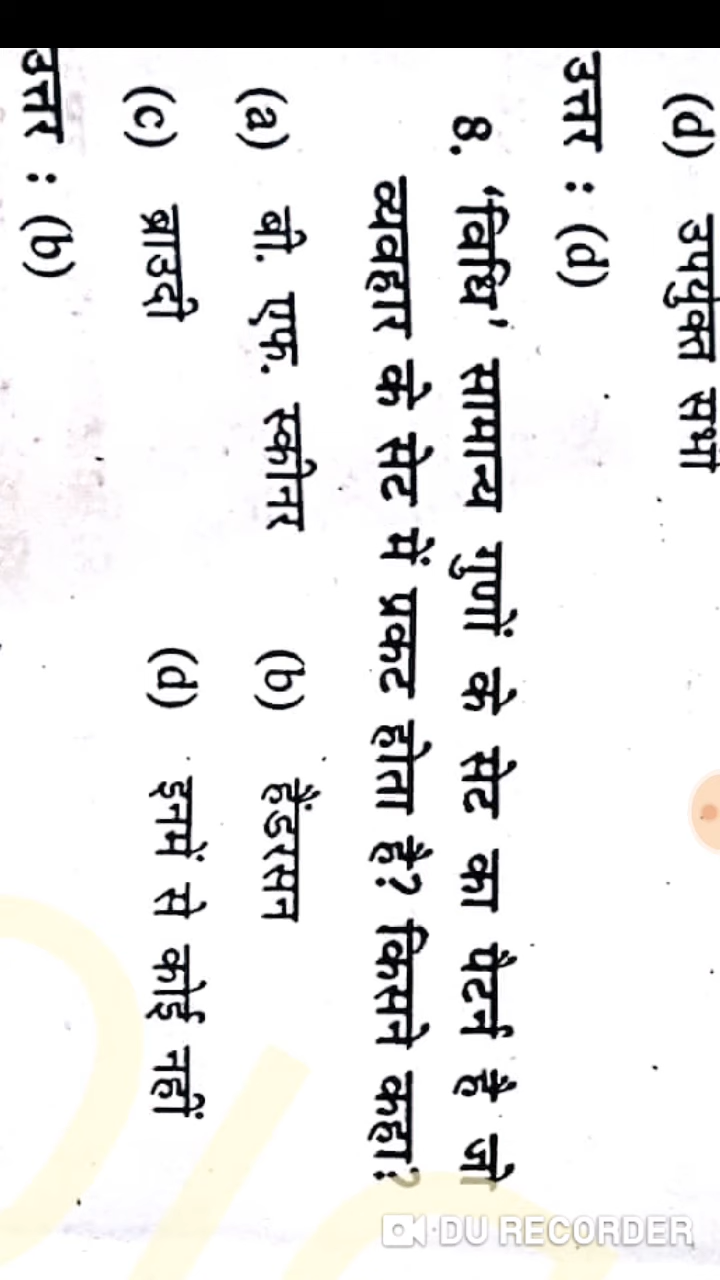 (d) उपर्युक्त सभी
उत्तर : (d)
8. ‘विधि’ सामान्य गुणों के सेट का पैटर्न है जो
व्यवहार के सेट में प्रकट होता है? किसने कहा?
(a) बी. एफ. स्कीनर (b) हैंडरसन
(c) ब्राउदी (d) इनमें से कोई नहीं
उत्तर : (b)
DU RECORDER